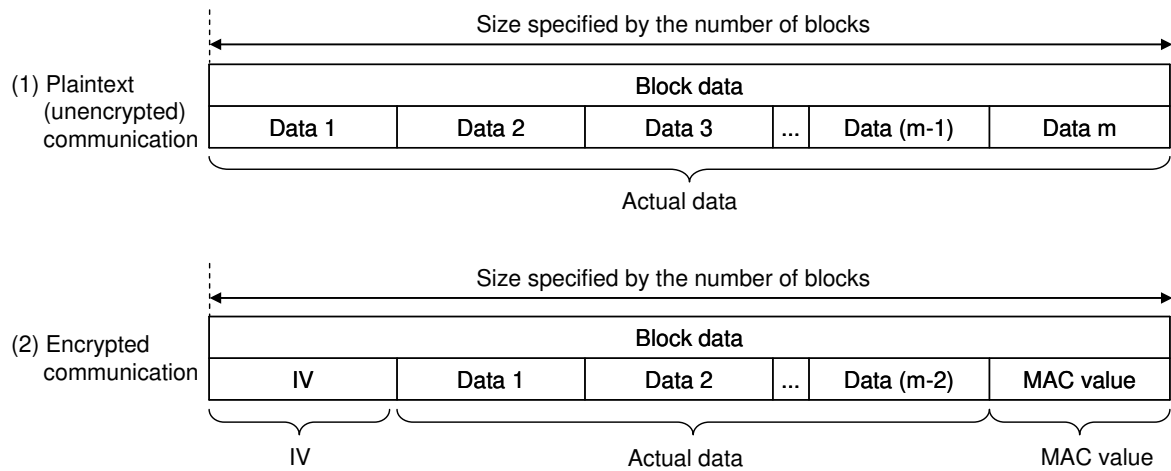 Size specified by the number of blocks
(1) Plaintext
(unencrypted)
communication
Block data
Data 1 Data 2 Data 3 ... Data (m-1) Data m
Actual data
Size specified by the number of blocks
(2) Encrypted
communication
Block data
IV Data 1 Data 2 ... Data (m-2) MAC value
IV Actual data MAC value